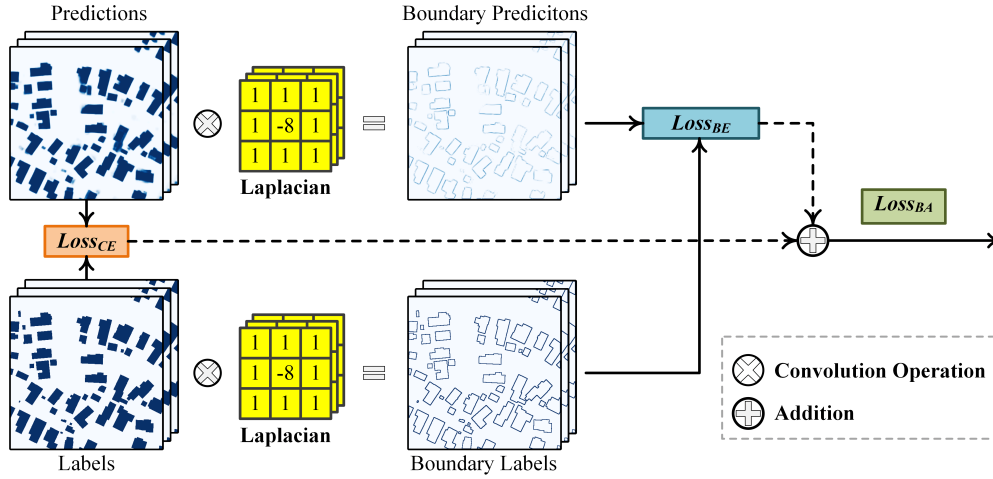 Predictions
Boundary Predicitons
1 1 1
1 -8 1
1 1 1
Laplacian
Loss_BE
Loss_BA
Loss_CE
1 1 1
1 -8 1
1 1 1
Laplacian
Labels
Boundary Labels
Convolution Operation
Addition